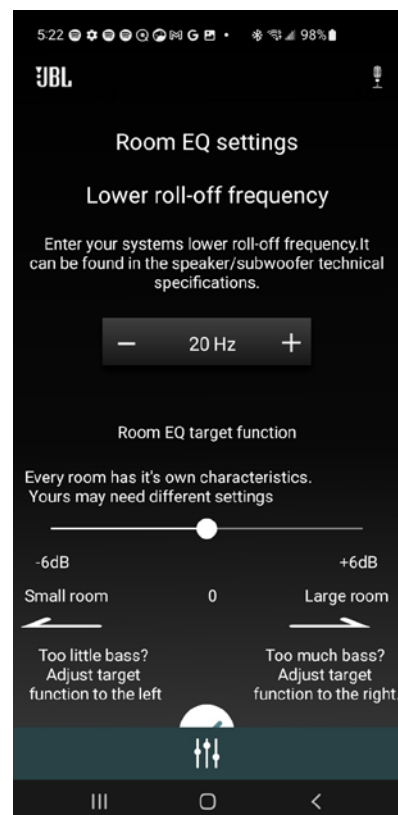 5:22
98%
JBL
Room EQ settings
Lower roll-off frequency
Enter your systems lower roll-off frequency.It
can be found in the speaker/subwoofer technical
specifications.
− 20 Hz +
Room EQ target function
Every room has it's own characteristics.
Yours may need different settings
-6dB +6dB
Small room 0 Large room
Too little bass? Too much bass?
Adjust target Adjust target
function to the left function to the right.